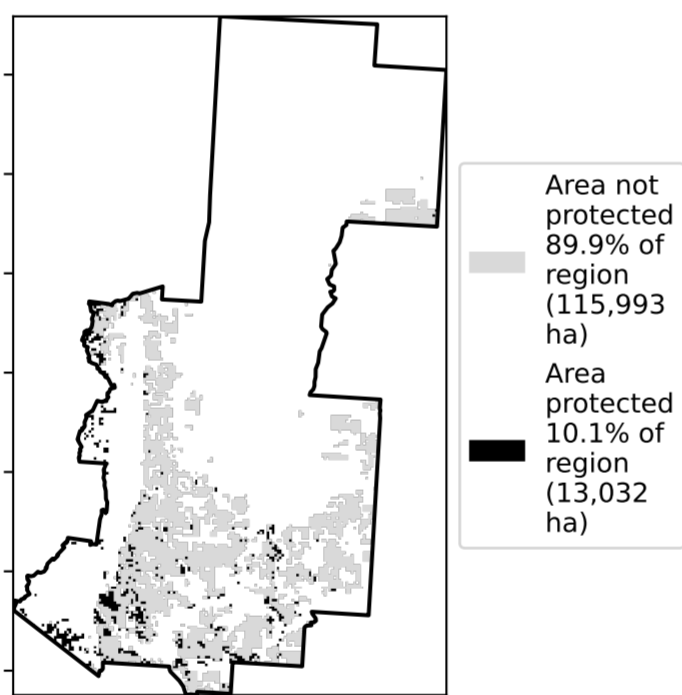 Area not
protected
89.9% of
region
(115,993
ha)
Area
protected
10.1% of
region
(13,032
ha)